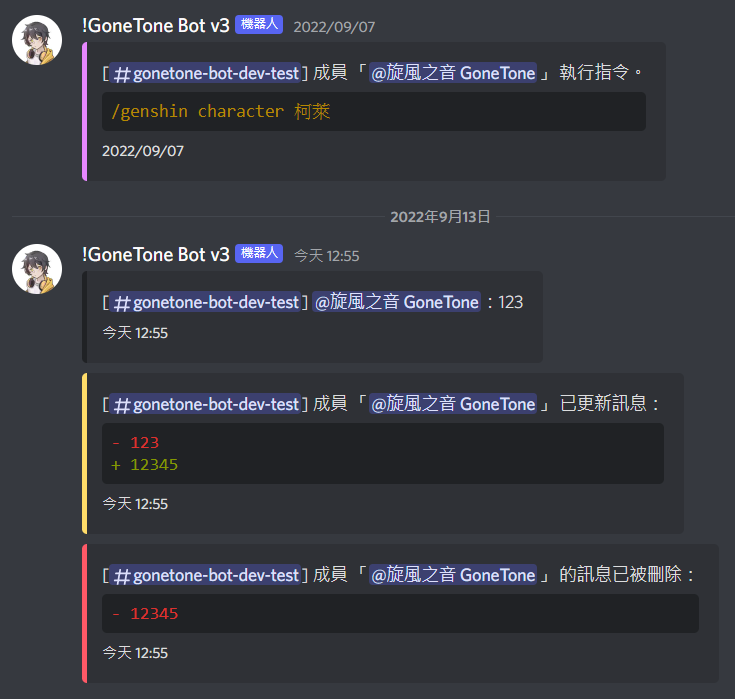 !GoneTone Bot v3 機器人 2022/09/07
[#gonetone-bot-dev-test] 成員「@旋風之音 GoneTone」執行指令。
/genshin character 柯萊
2022/09/07
2022年9月13日
!GoneTone Bot v3 機器人 今天 12:55
[#gonetone-bot-dev-test] @旋風之音 GoneTone：123
今天 12:55
[#gonetone-bot-dev-test] 成員「@旋風之音 GoneTone」已更新訊息：
- 123
+ 12345
今天 12:55
[#gonetone-bot-dev-test] 成員「@旋風之音 GoneTone」的訊息已被刪除：
- 12345
今天 12:55